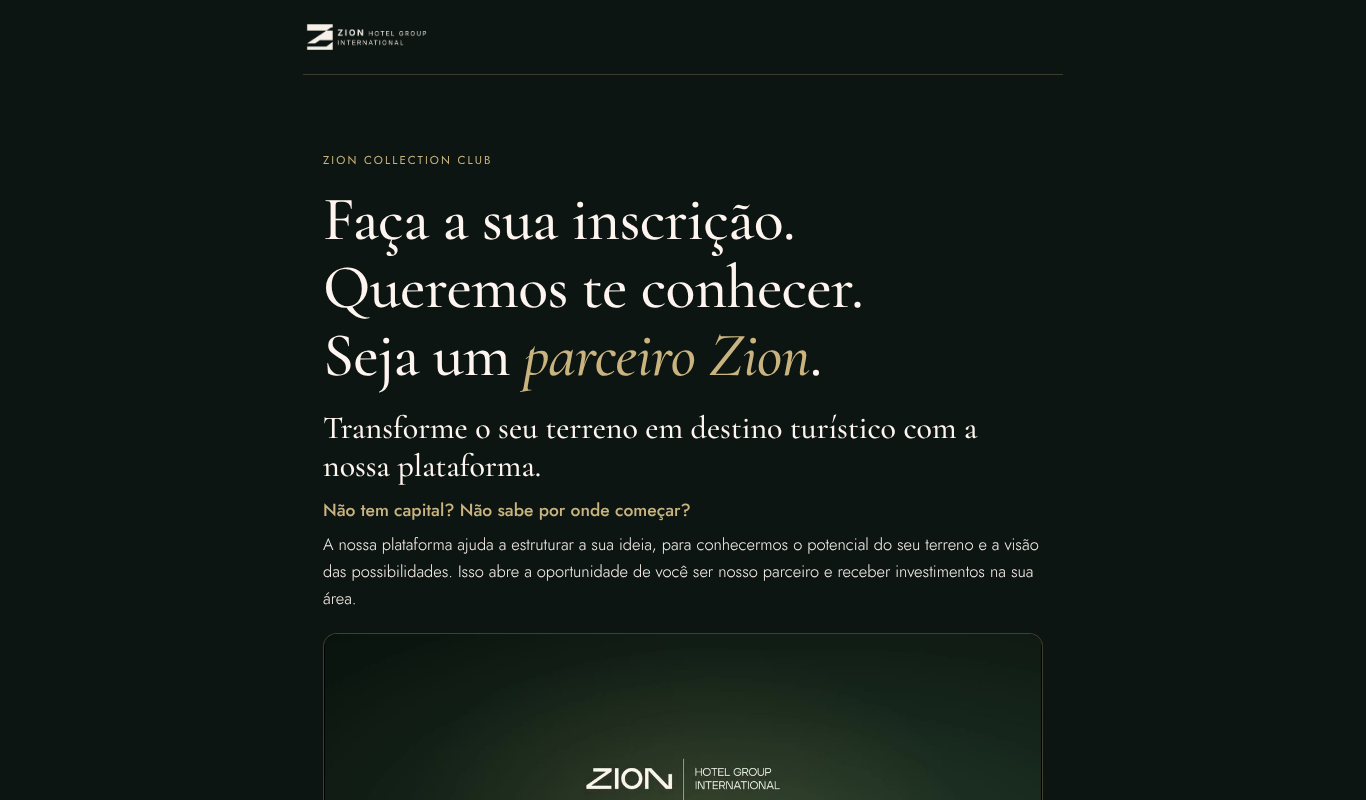 ZION HOTEL GROUP
INTERNATIONAL
ZION COLLECTION CLUB
Faça a sua inscrição.
Queremos te conhecer.
Seja um parceiro Zion.
Transforme o seu terreno em destino turístico com a
nossa plataforma.
Não tem capital? Não sabe por onde começar?
A nossa plataforma ajuda a estruturar a sua ideia, para conhecermos o potencial do seu terreno e a visão
das possibilidades. Isso abre a oportunidade de você ser nosso parceiro e receber investimentos na sua
área.
ZION
HOTEL GROUP
INTERNATIONAL